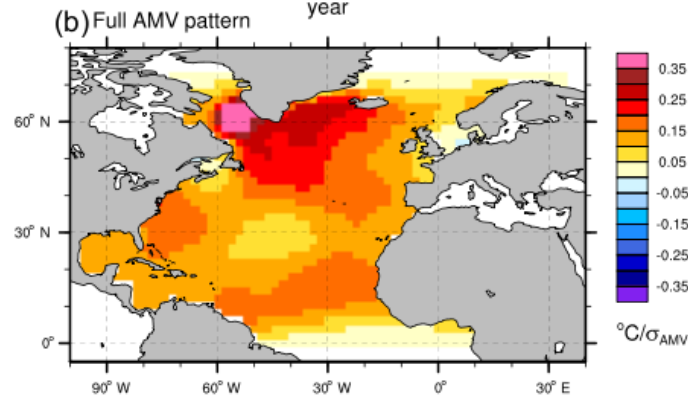 year
(b) Full AMV pattern
60° N
30° N
0°
90° W 60° W 30° W 0° 30° E
0.35
0.25
0.15
0.05
-0.05
-0.15
-0.25
-0.35
°C/σAMV